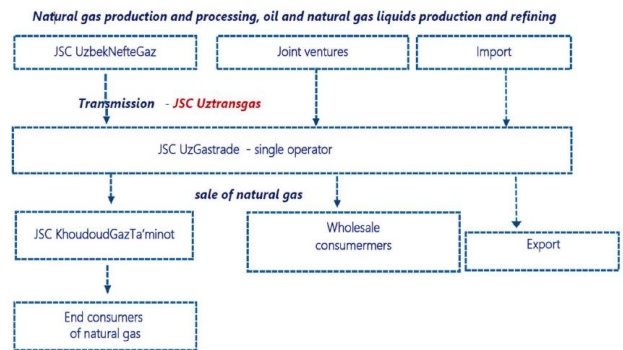 Natural gas production and processing, oil and natural gas liquids production and refining
JSC UzbekNefteGaz
Joint ventures
Import
Transmission - JSC Uztransgas
JSC UzGastrade - single operator
sale of natural gas
JSC KhoudoudGazTa'minot
Wholesale
consumermers
Export
End consumers
of natural gas